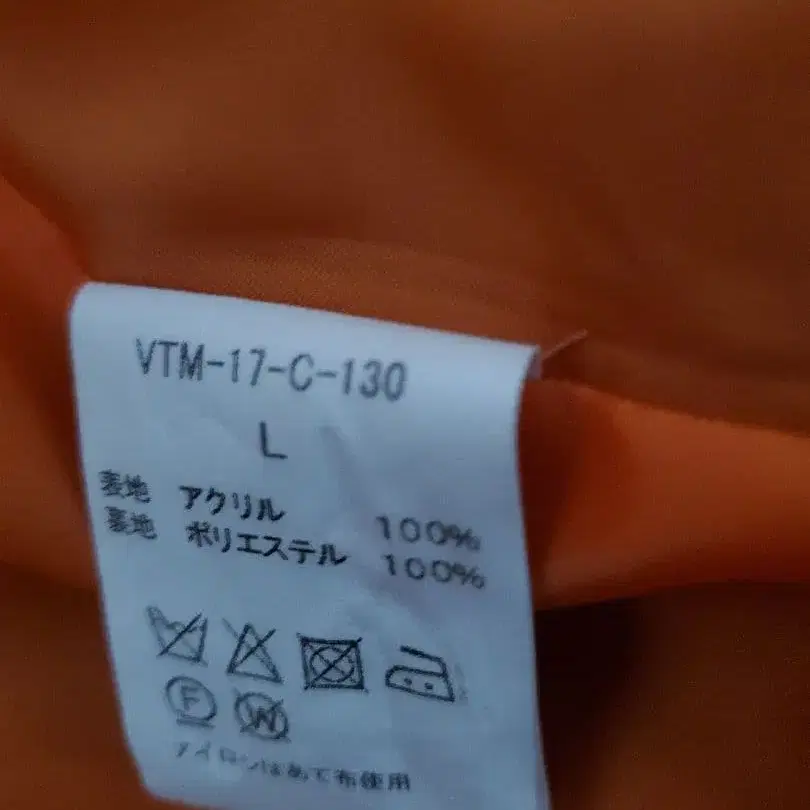 VTM-17-C-130
L
表地 アクリル 100%
裏地 ポリエステル 100%
F W
アイロンはあて布使用